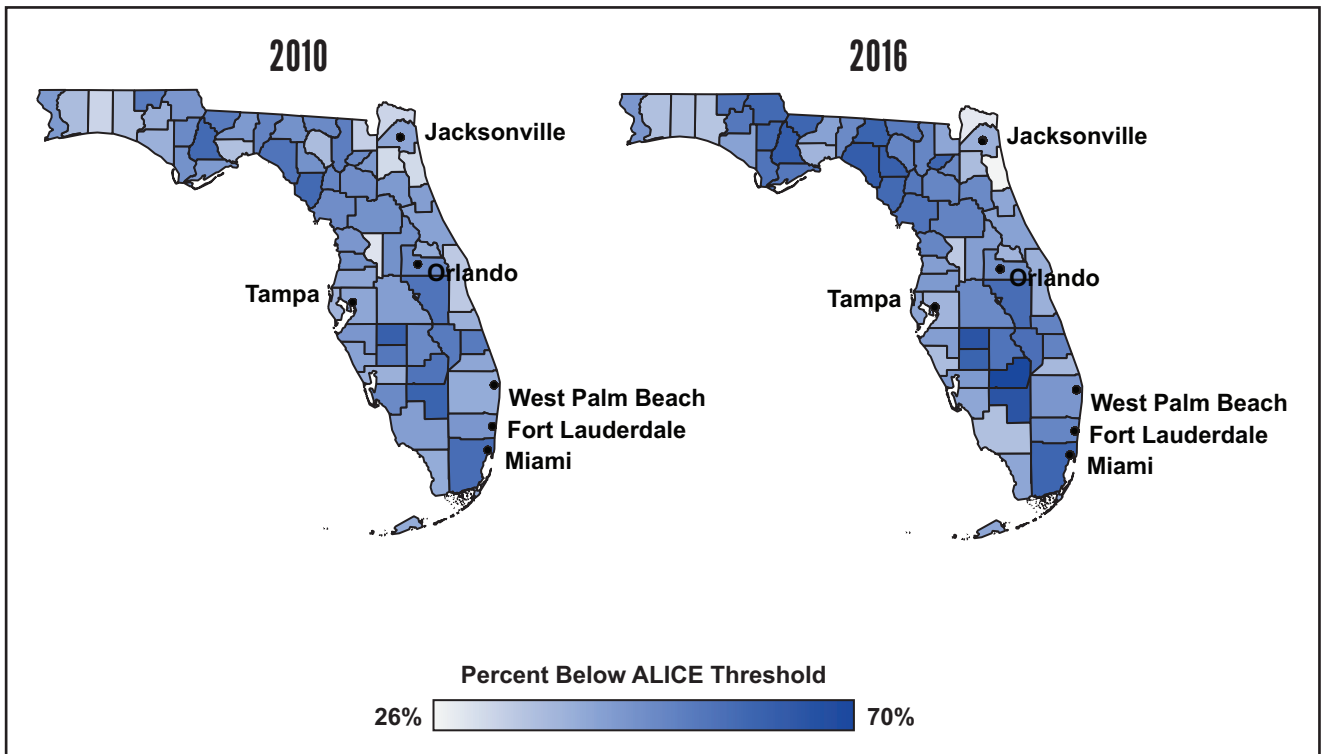 2010
2016
Jacksonville
Jacksonville
Orlando
Orlando
Tampa
Tampa
West Palm Beach
West Palm Beach
Fort Lauderdale
Fort Lauderdale
Miami
Miami
Percent Below ALICE Threshold
26%
70%